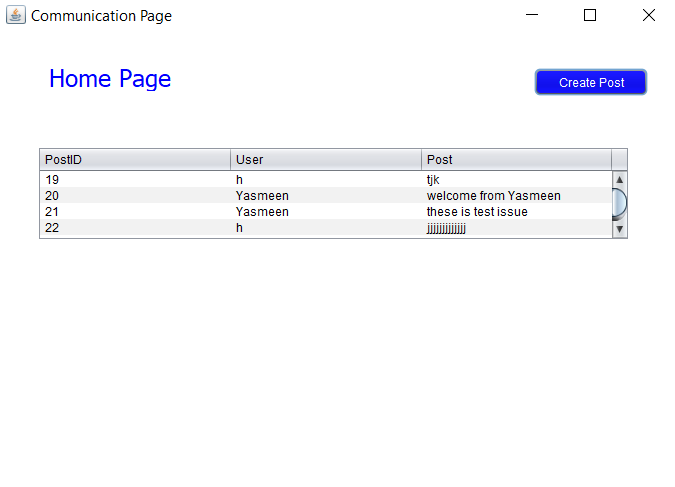 Communication Page
Home Page
Create Post
PostID User Post
19 h tjk
20 Yasmeen welcome from Yasmeen
21 Yasmeen these is test issue
22 h jjjjjjjjjjjjj